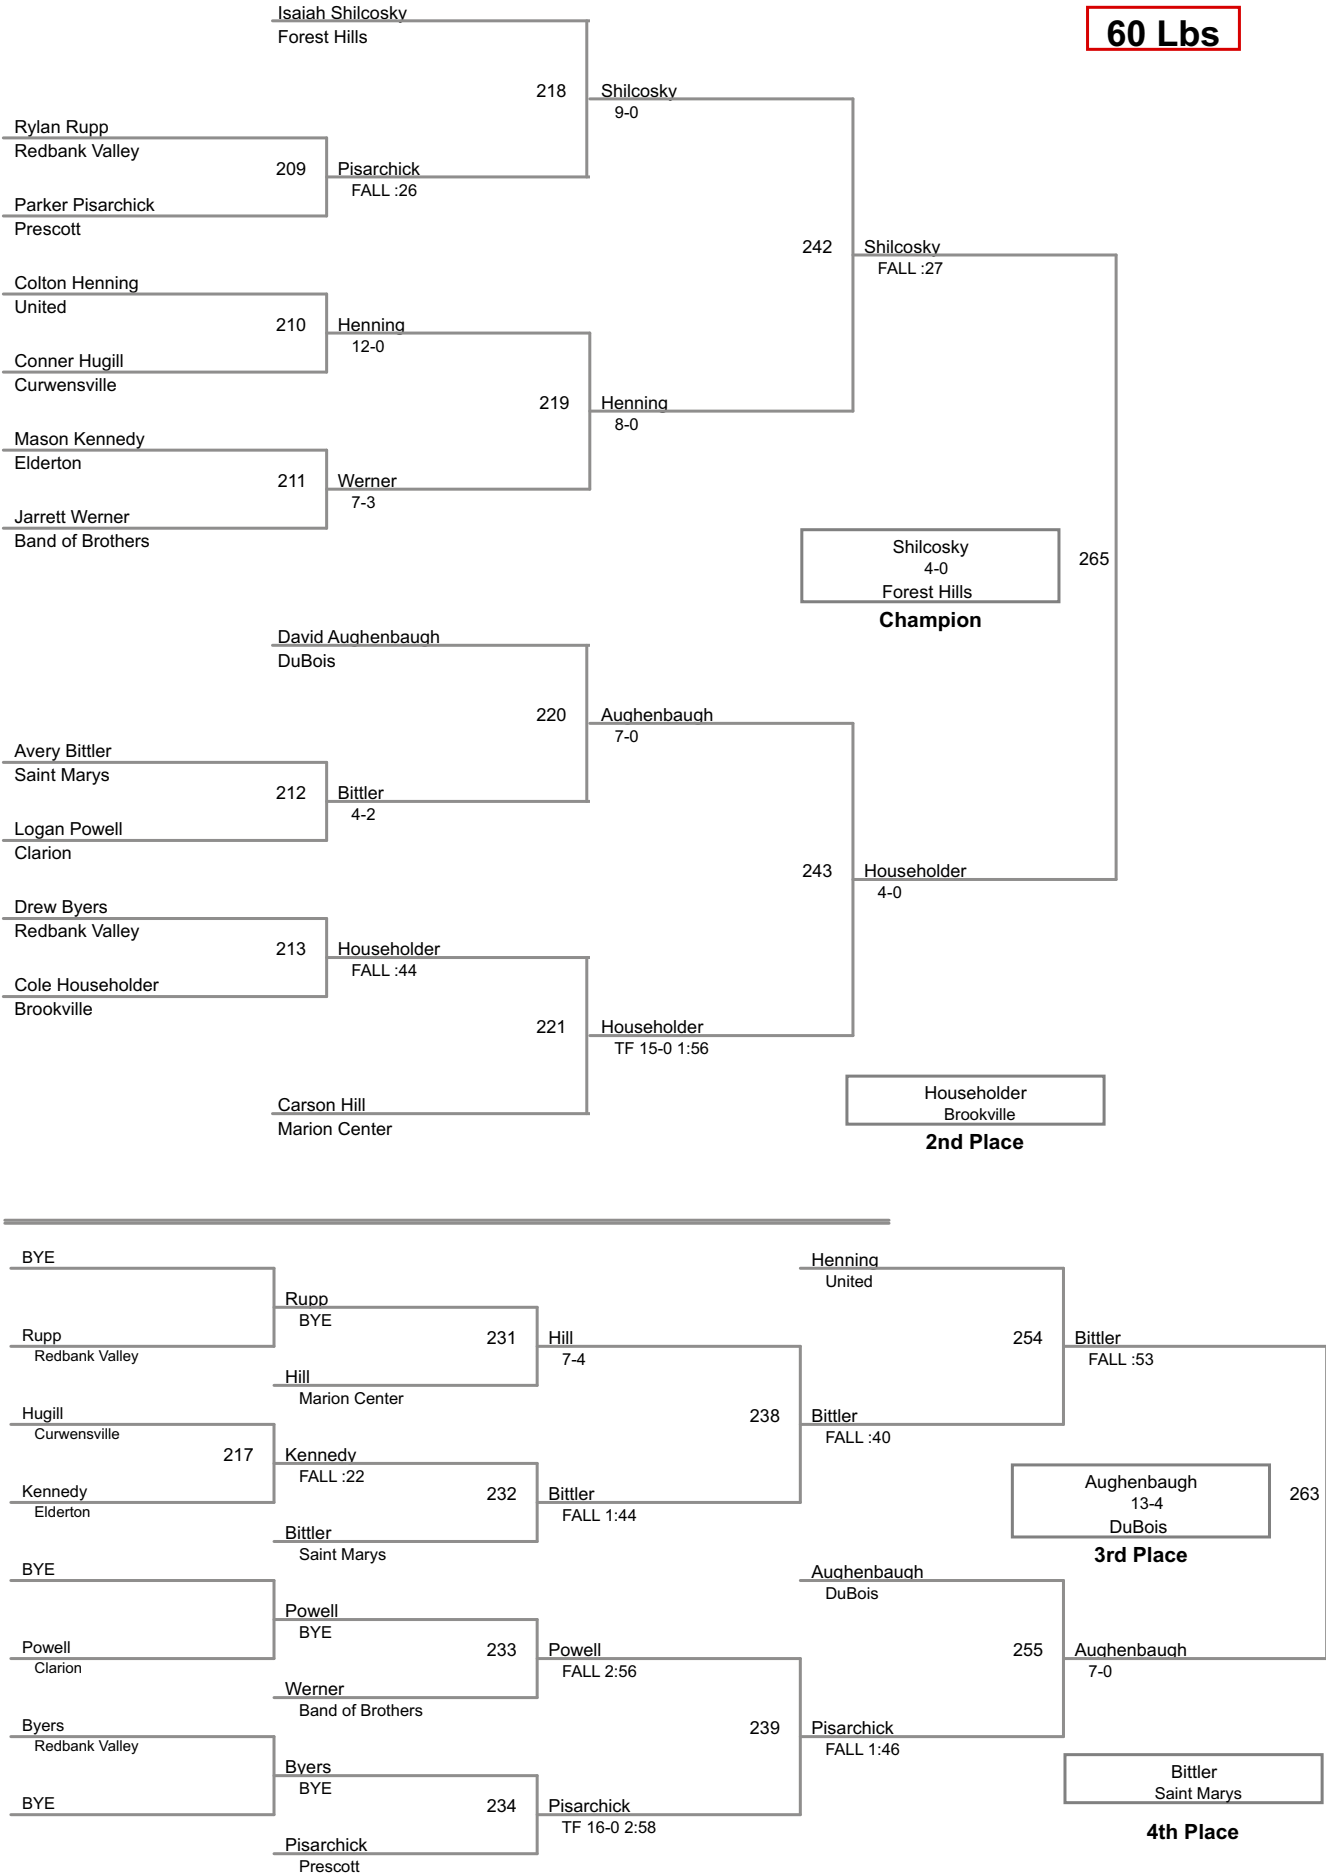 Isaiah Shilcosky
Forest Hills
60 Lbs
218
Shilcosky
9-0
Rylan Rupp
Redbank Valley
209
Pisarchick
FALL :26
Parker Pisarchick
Prescott
242
Shilcosky
FALL :27
Colton Henning
United
210
Henning
12-0
Conner Hugill
Curwensville
219
Henning
8-0
Mason Kennedy
Elderton
211
Werner
7-3
Jarrett Werner
Band of Brothers
Shilcosky
4-0
Forest Hills
Champion
265
David Aughenbaugh
DuBois
220
Aughenbaugh
7-0
Avery Bittler
Saint Marys
212
Bittler
4-2
Logan Powell
Clarion
243
Householder
4-0
Drew Byers
Redbank Valley
213
Householder
FALL :44
Cole Householder
Brookville
221
Householder
TF 15-0 1:56
Carson Hill
Marion Center
Householder
Brookville
2nd Place
BYE
Henning
United
Rupp
BYE
Rupp
Redbank Valley
231
Hill
7-4
254
Bittler
FALL :53
Hill
Marion Center
Hugill
Curwensville
238
Bittler
FALL :40
217
Kennedy
FALL :22
Kennedy
Elderton
232
Bittler
FALL 1:44
Aughenbaugh
13-4
DuBois
3rd Place
263
Bittler
Saint Marys
BYE
Aughenbaugh
DuBois
Powell
BYE
Powell
Clarion
233
Powell
FALL 2:56
255
Aughenbaugh
7-0
Werner
Band of Brothers
Byers
Redbank Valley
239
Pisarchick
FALL 1:46
Byers
BYE
BYE
234
Pisarchick
TF 16-0 2:58
Bittler
Saint Marys
4th Place
Pisarchick
Prescott